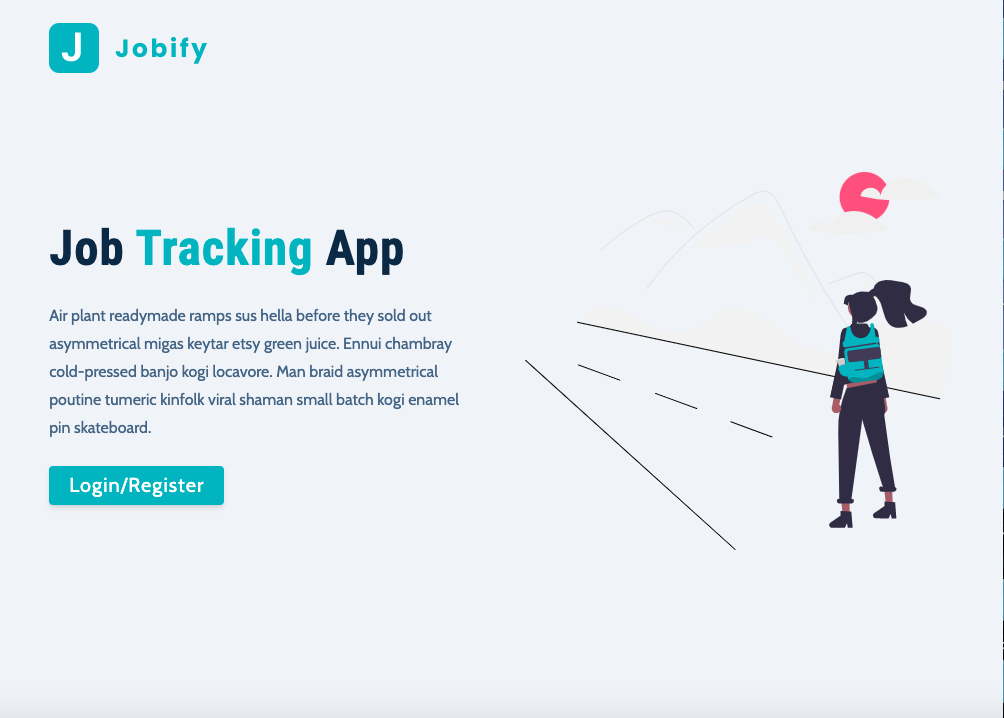 J Jobify
Job Tracking App
Air plant readymade ramps sus hella before they sold out
asymmetrical migas keytar etsy green juice. Ennui chambray
cold-pressed banjo kogi locavore. Man braid asymmetrical
poutine tumeric kinfolk viral shaman small batch kogi enamel
pin skateboard.
Login/Register